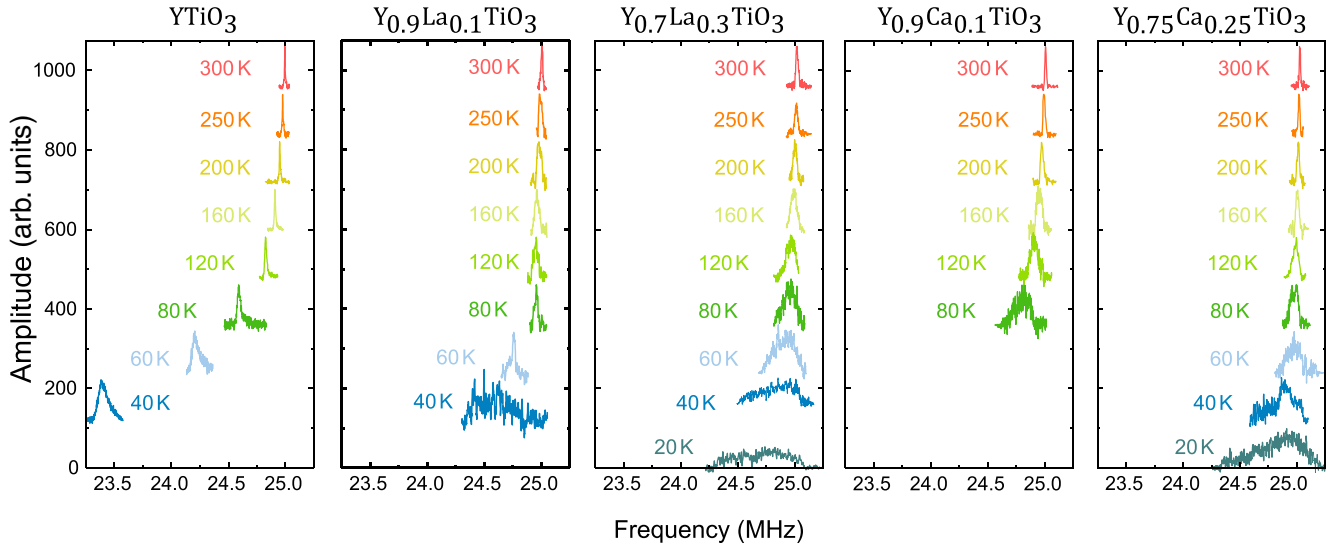 YTiO3 Y0.9La0.1TiO3 Y0.7La0.3TiO3 Y0.9Ca0.1TiO3 Y0.75Ca0.25TiO3
Amplitude (arb. units)
1000
800
600
400
200
0
300 K
250 K
200 K
160 K
120 K
80 K
60 K
40 K
23.5 24.0 24.5 25.0
300 K
250 K
200 K
160 K
120 K
80 K
60 K
40 K
23.5 24.0 24.5 25.0
300 K
250 K
200 K
160 K
120 K
80 K
60 K
40 K
20 K
23.5 24.0 24.5 25.0
300 K
250 K
200 K
160 K
120 K
80 K
23.5 24.0 24.5 25.0
300 K
250 K
200 K
160 K
120 K
80 K
60 K
40 K
20 K
23.5 24.0 24.5 25.0
Frequency (MHz)